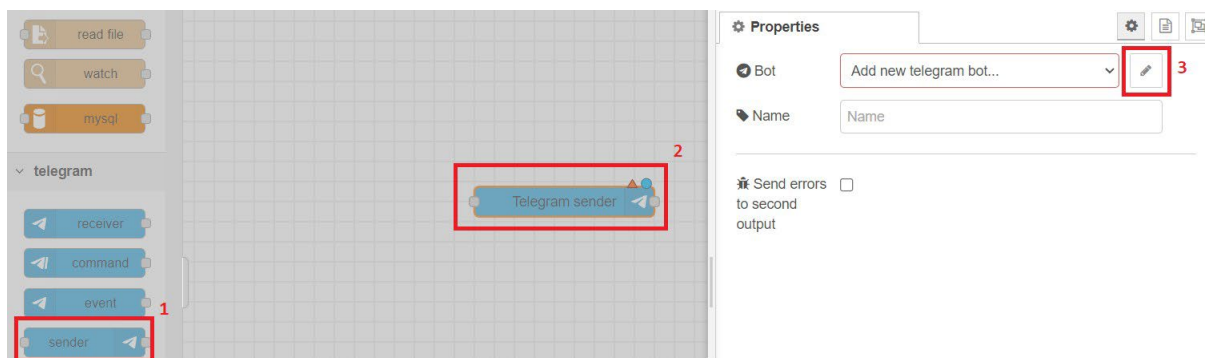 read file
watch
mysql
telegram
receiver
command
event
1
sender
2
Telegram sender
Properties
Bot
Add new telegram bot...
3
Name
Name
Send errors
to second
output